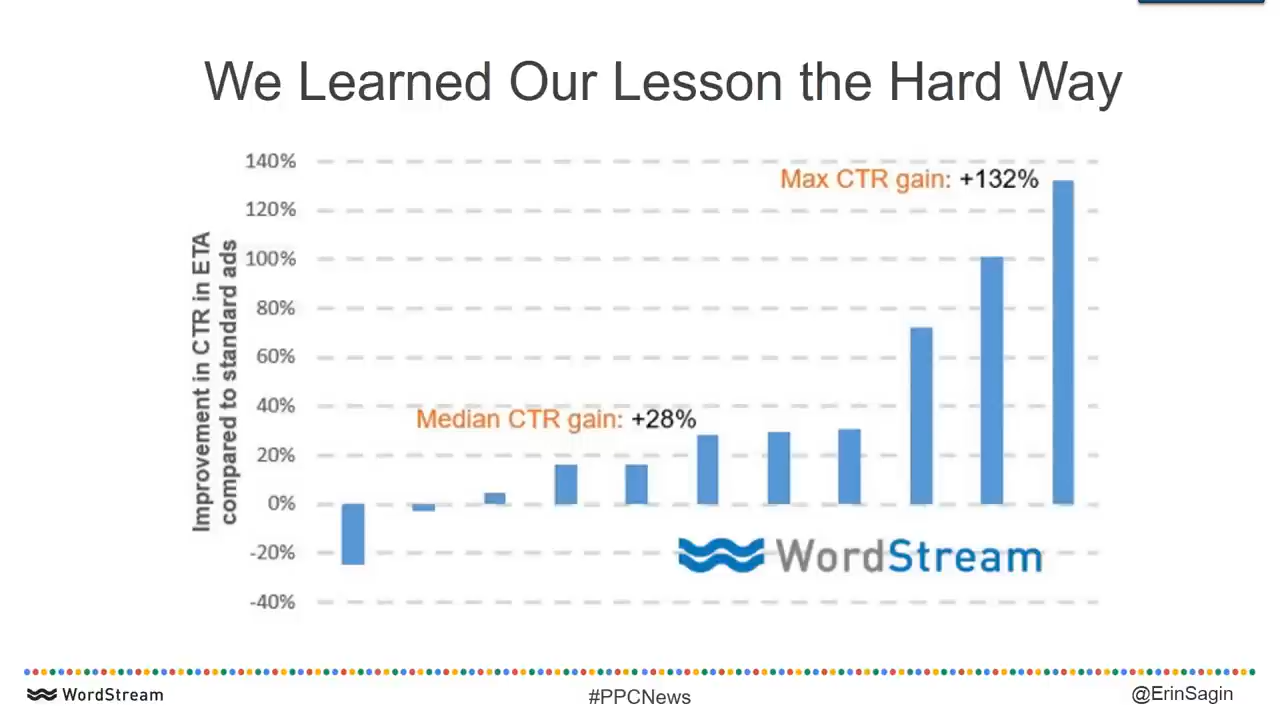 We Learned Our Lesson the Hard Way
140%
Max CTR gain: +132%
120%
100%
80%
60%
40%
Median CTR gain: +28%
20%
0%
-20%
-40%
Improvement in CTR in ETA
compared to standard ads
WordStream
WordStream
#PPCNews
@ErinSagin